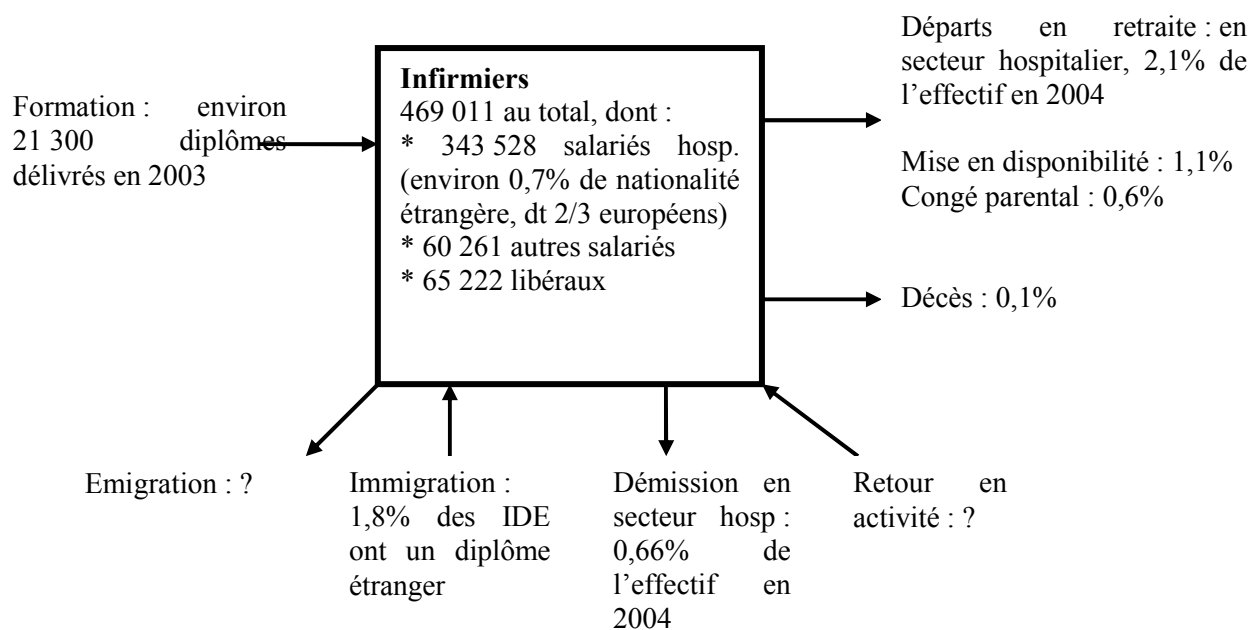 Formation : environ
21 300 diplômes
délivrés en 2003
Infirmiers
469 011 au total, dont :
* 343 528 salariés hosp.
(environ 0,7% de nationalité
étrangère, dt 2/3 européens)
* 60 261 autres salariés
* 65 222 libéraux
Départs en retraite : en
secteur hospitalier, 2,1% de
l’effectif en 2004
Mise en disponibilité : 1,1%
Congé parental : 0,6%
Décès : 0,1%
Emigration : ?
Immigration :
1,8% des IDE
ont un diplôme
étranger
Démission en
secteur hosp :
0,66% de
l’effectif en
2004
Retour en
activité : ?